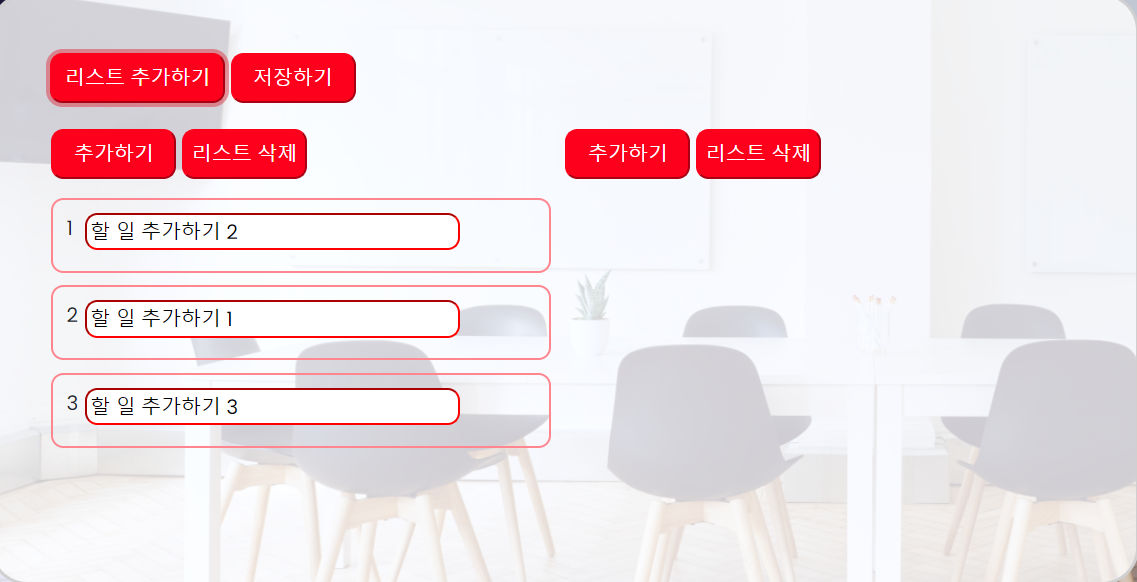 리스트 추가하기 저장하기
추가하기 리스트 삭제 추가하기 리스트 삭제
1 할 일 추가하기 2
2 할 일 추가하기 1
3 할 일 추가하기 3